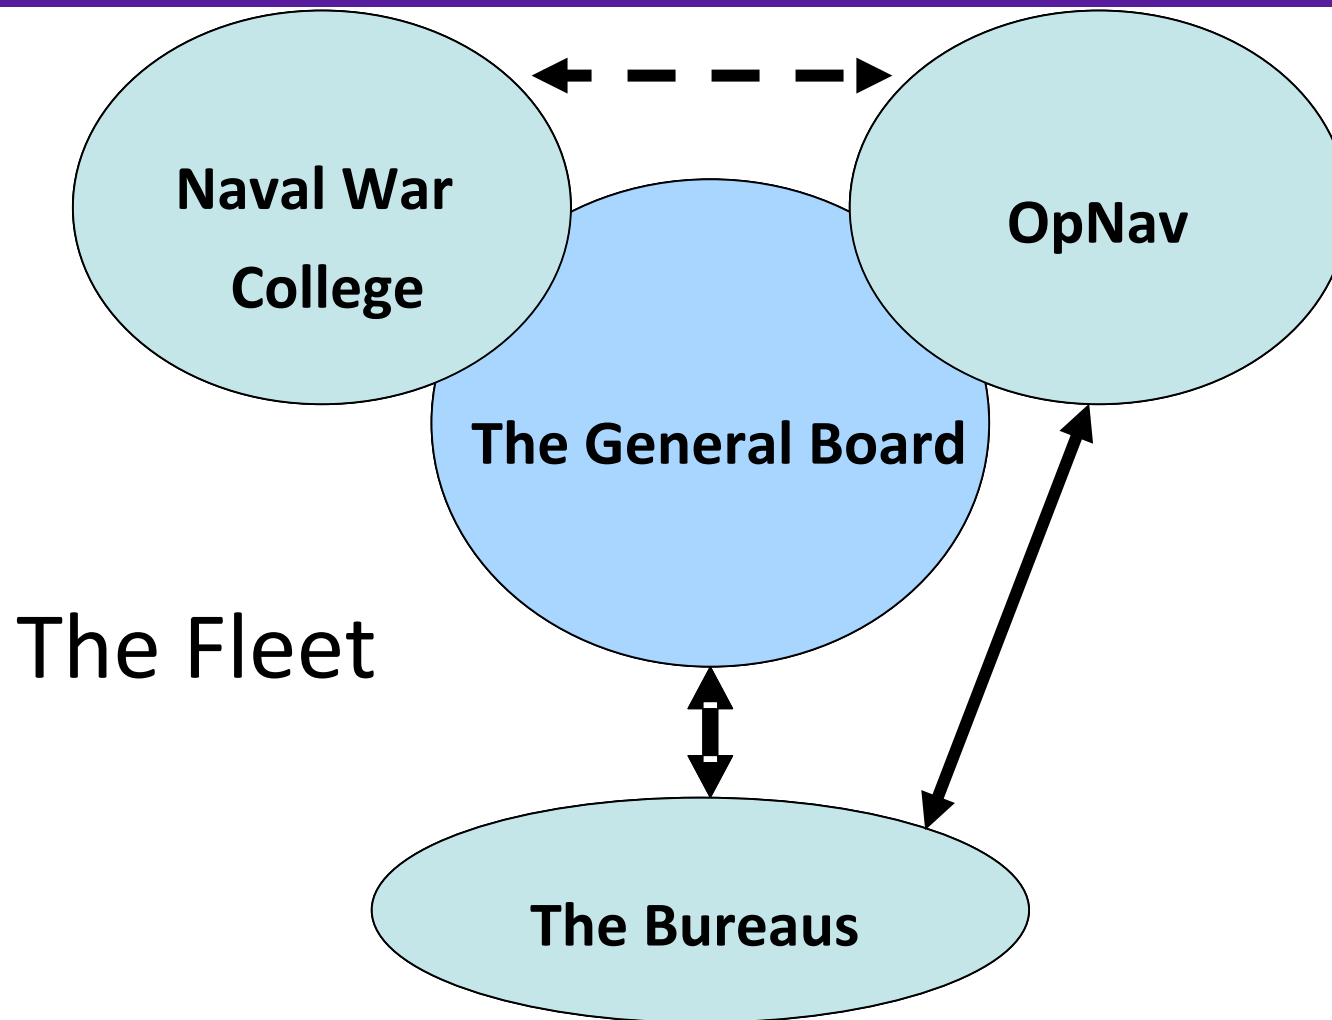 Naval War
College
OpNav
The General Board
The Fleet
The Bureaus